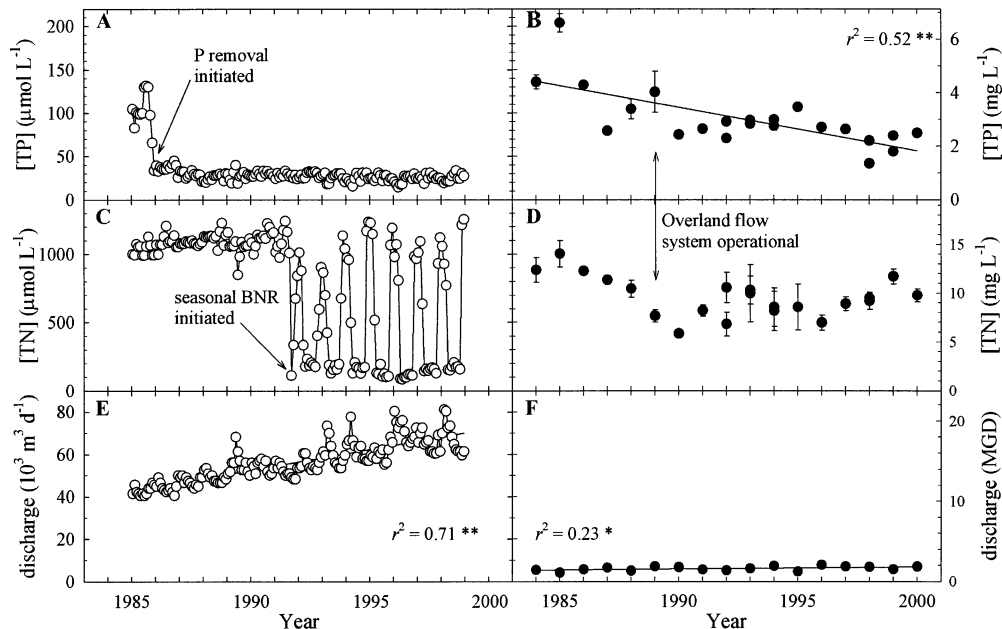 A
[TP] (μmol L⁻¹)
200
150
100
50
0
P removal
initiated
B
r² = 0.52 **
[TP] (mg L⁻¹)
6
4
2
0
C
[TN] (μmol L⁻¹)
1000
500
0
seasonal BNR
initiated
D
Overland flow
system operational
[TN] (mg L⁻¹)
15
10
5
0
E
discharge (10³ m³ d⁻¹)
80
60
40
20
0
r² = 0.71 **
F
r² = 0.23 *
discharge (MGD)
20
10
0
1985 1990 1995 2000
Year
1985 1990 1995 2000
Year